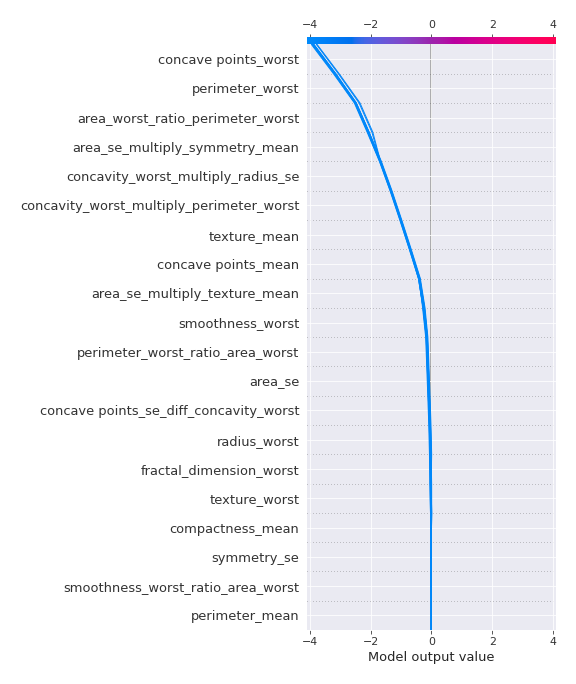 −4 −2 0 2 4
concave points_worst
perimeter_worst
area_worst_ratio_perimeter_worst
area_se_multiply_symmetry_mean
concavity_worst_multiply_radius_se
concavity_worst_multiply_perimeter_worst
texture_mean
concave points_mean
area_se_multiply_texture_mean
smoothness_worst
perimeter_worst_ratio_area_worst
area_se
concave points_se_diff_concavity_worst
radius_worst
fractal_dimension_worst
texture_worst
compactness_mean
symmetry_se
smoothness_worst_ratio_area_worst
perimeter_mean
−4 −2 0 2 4
Model output value